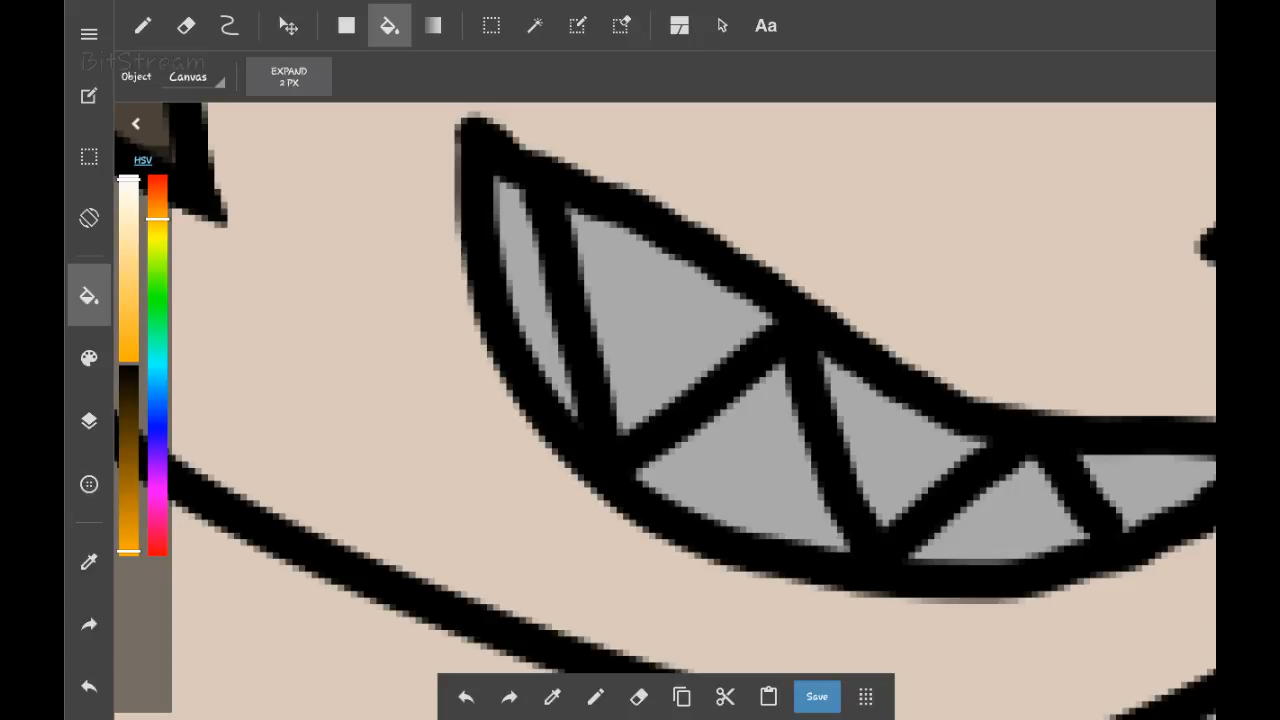 Aa
BitStream
Object Canvas
EXPAND
2 PX
HSV
Save